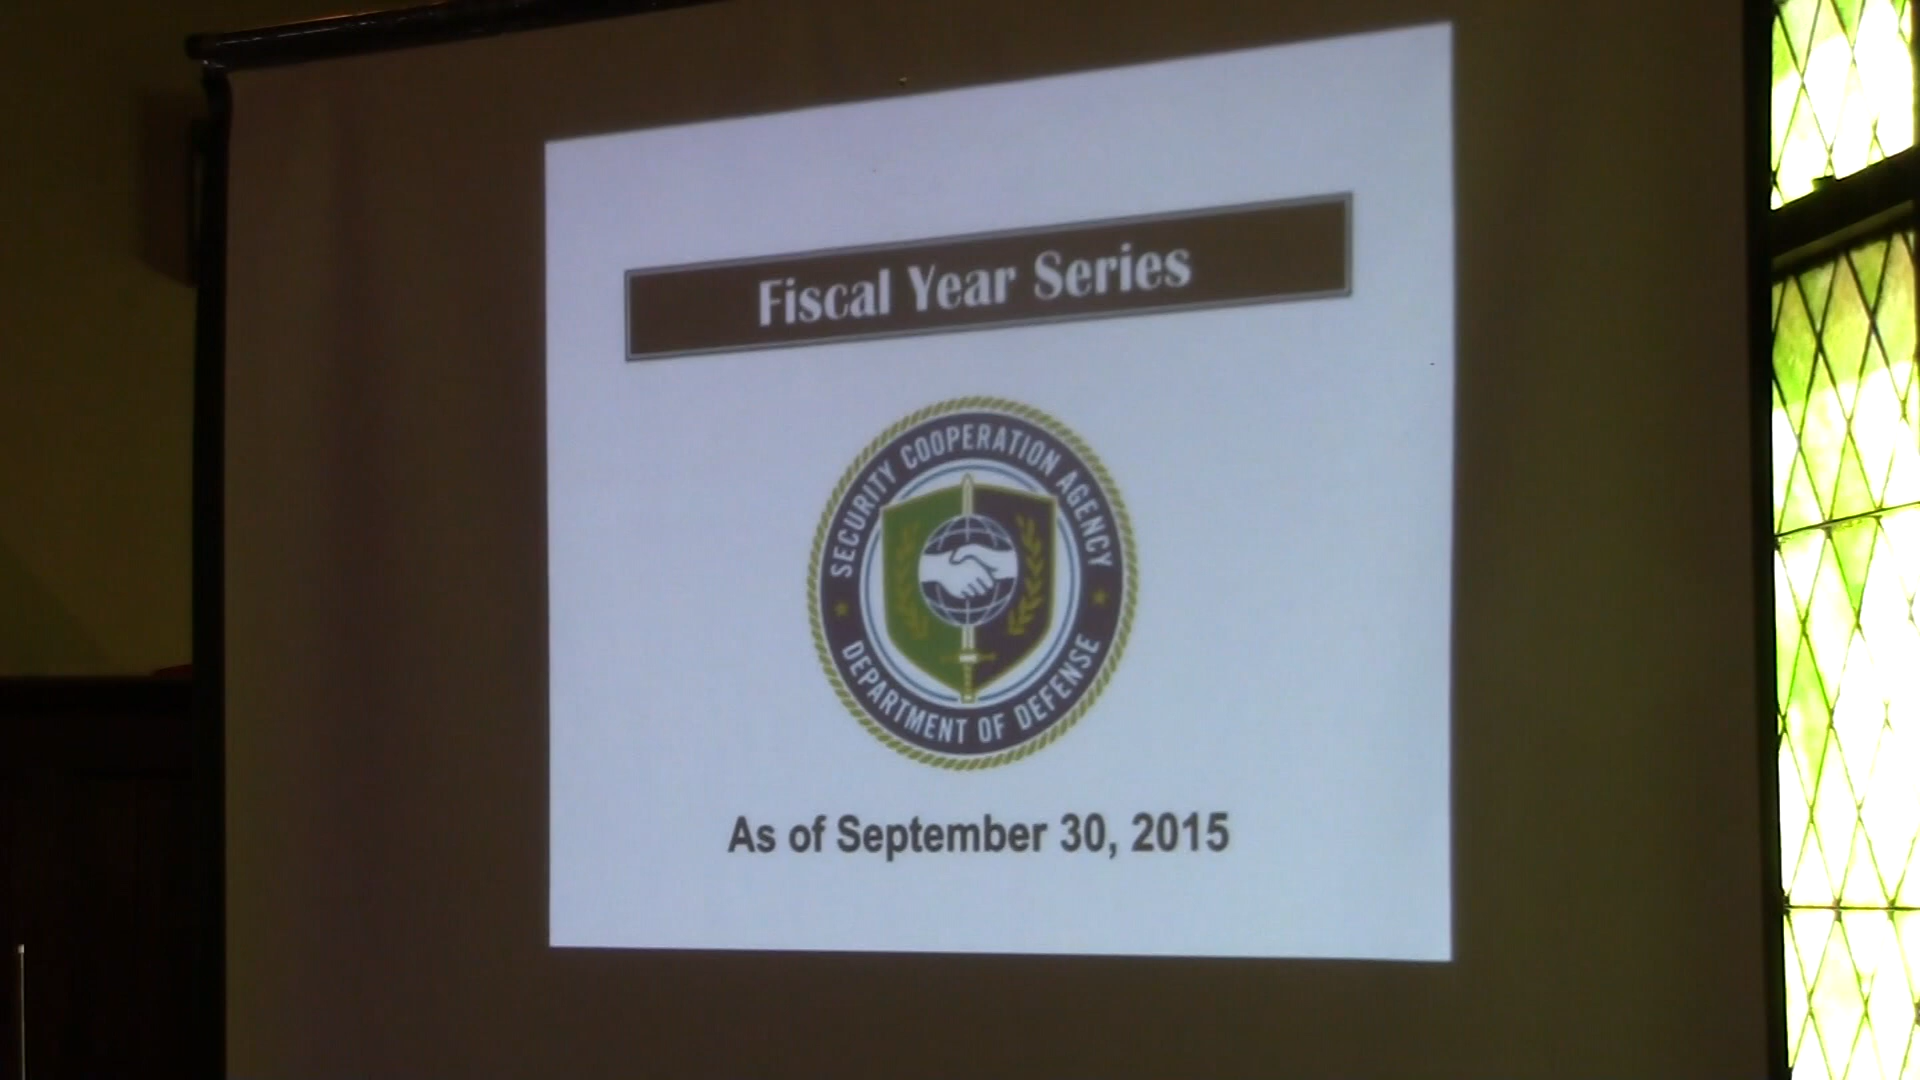 Fiscal Year Series
SECURITY COOPERATION AGENCY
DEPARTMENT OF DEFENSE
As of September 30, 2015